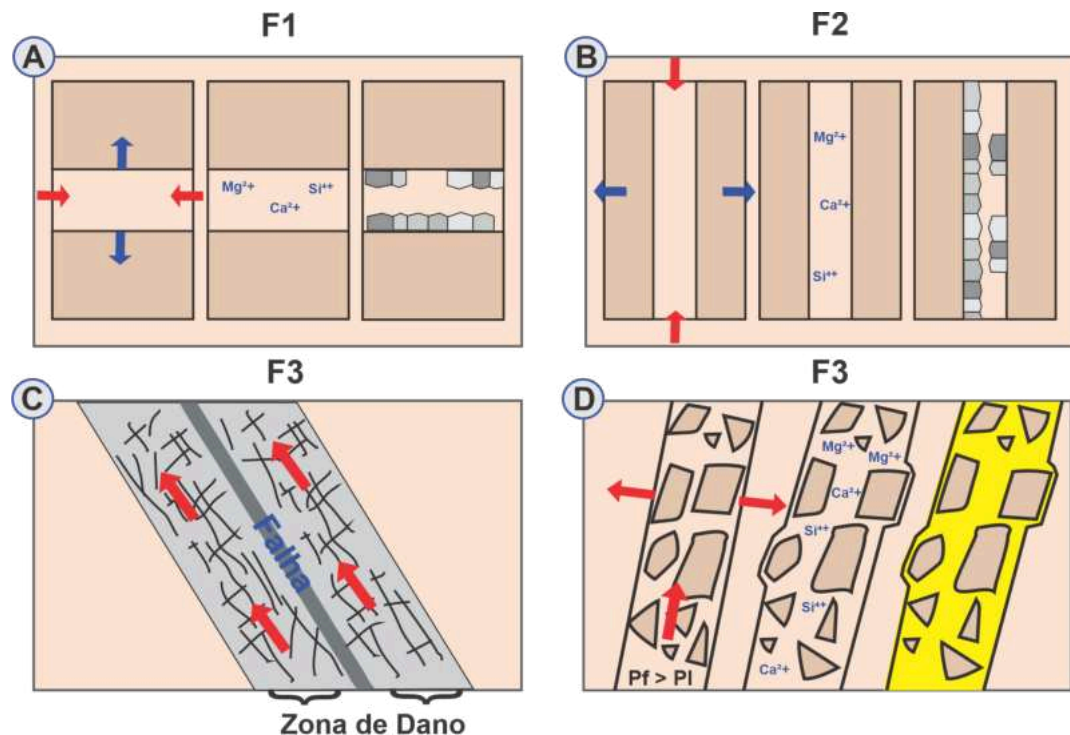 F1
F2
A
B
Mg²+
Si⁴+
Ca²+
Mg²+
Ca²+
Si⁴+
F3
F3
C
D
Falha
Zona de Dano
Mg²+
Mg²+
Ca²+
Si⁴+
Si⁴+
Ca²+
Pf > Pl